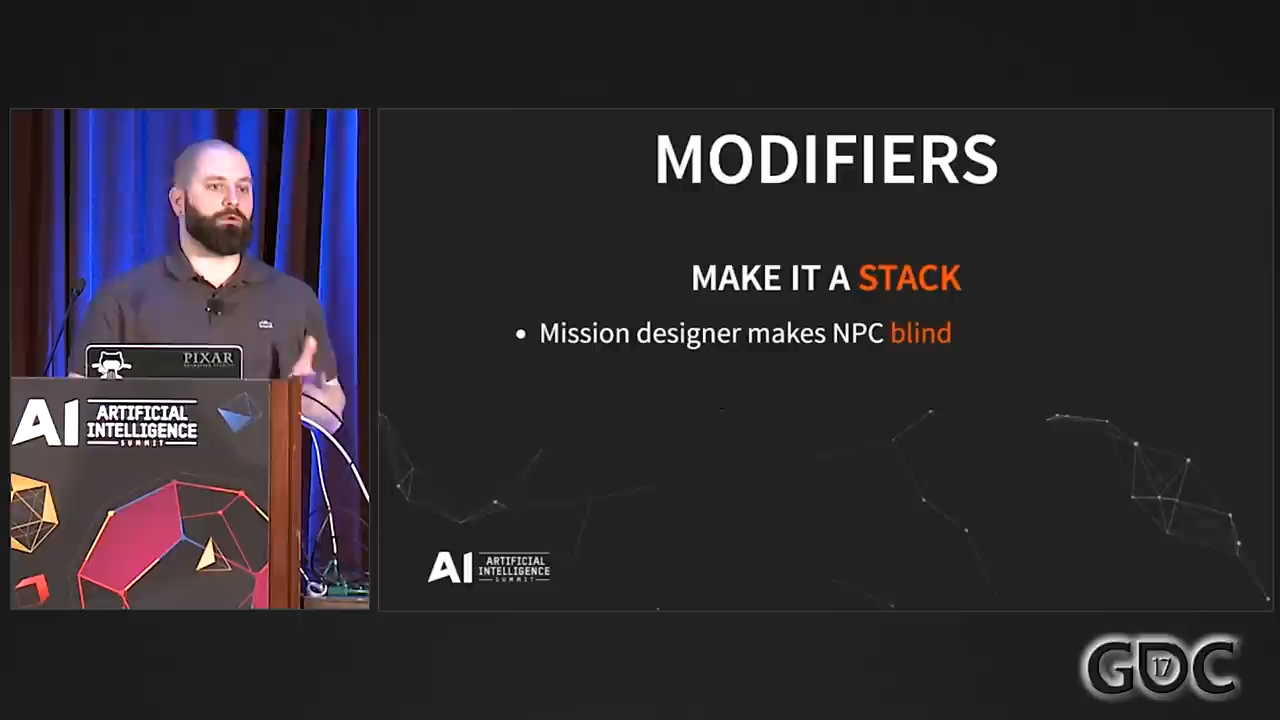 MODIFIERS
MAKE IT A STACK
• Mission designer makes NPC blind
PIXAR
AI ARTIFICIAL
INTELLIGENCE
SUMMIT
AI ARTIFICIAL
INTELLIGENCE
SUMMIT
GDC
17